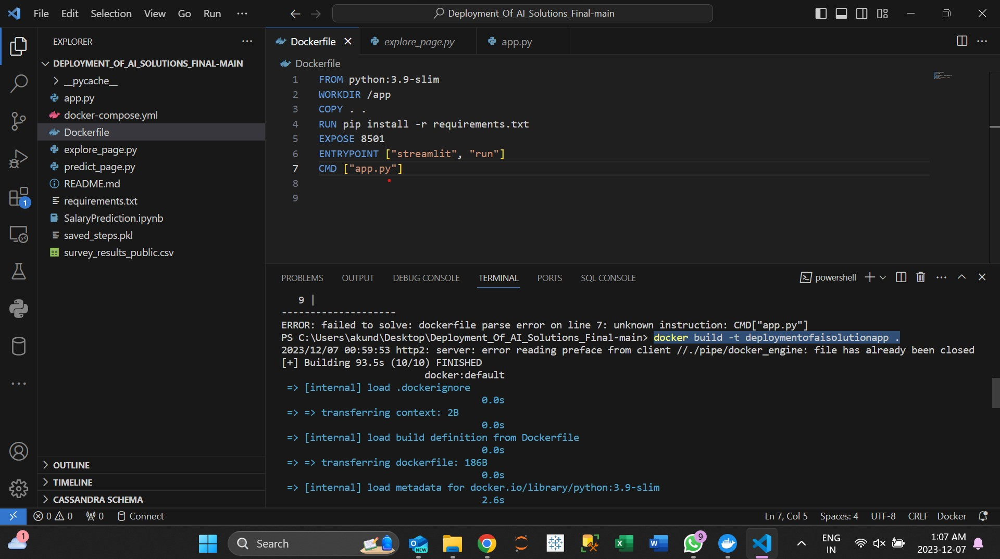 File Edit Selection View Go Run ···
Deployment_Of_AI_Solutions_Final-main
EXPLORER
DEPLOYMENT_OF_AI_SOLUTIONS_FINAL-MAIN
__pycache__
app.py
docker-compose.yml
Dockerfile
explore_page.py
predict_page.py
README.md
requirements.txt
SalaryPrediction.ipynb
saved_steps.pkl
survey_results_public.csv
OUTLINE
TIMELINE
CASSANDRA SCHEMA
1
Dockerfile explore_page.py app.py
Dockerfile
1 FROM python:3.9-slim
2 WORKDIR /app
3 COPY . .
4 RUN pip install -r requirements.txt
5 EXPOSE 8501
6 ENTRYPOINT ["streamlit", "run"]
7 CMD ["app.py"]
8
9
PROBLEMS OUTPUT DEBUG CONSOLE TERMINAL PORTS SQL CONSOLE
powershell
9 |
--------------------
ERROR: failed to solve: dockerfile parse error on line 7: unknown instruction: CMD["app.py"]
PS C:\Users\akund\Desktop\Deployment_Of_AI_Solutions_Final-main> docker build -t deploymentofaisolutionapp .
2023/12/07 00:59:53 http2: server: error reading preface from client //./pipe/docker_engine: file has already been closed
[+] Building 93.5s (10/10) FINISHED
docker:default
=> [internal] load .dockerignore
0.0s
=> => transferring context: 2B
0.0s
=> [internal] load build definition from Dockerfile
0.0s
=> => transferring dockerfile: 186B
0.0s
=> [internal] load metadata for docker.io/library/python:3.9-slim
2.6s
0 0 0 Connect
Ln 7, Col 5 Spaces: 4 UTF-8 CRLF Docker
1
Search
NEW
9
ENG
IN
1:07 AM
2023-12-07